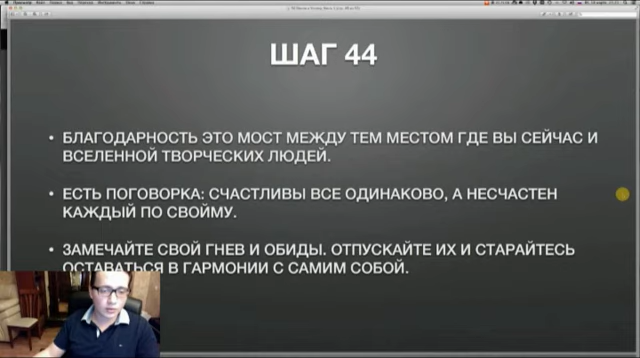 ШАГ 44
• БЛАГОДАРНОСТЬ ЭТО МОСТ МЕЖДУ ТЕМ МЕСТОМ ГДЕ ВЫ СЕЙЧАС И
ВСЕЛЕННОЙ ТВОРЧЕСКИХ ЛЮДЕЙ.
• ЕСТЬ ПОГОВОРКА: СЧАСТЛИВЫ ВСЕ ОДИНАКОВО, А НЕСЧАСТЕН
КАЖДЫЙ ПО СВОЙМУ.
• ЗАМЕЧАЙТЕ СВОЙ ГНЕВ И ОБИДЫ. ОТПУСКАЙТЕ ИХ И СТАРАЙТЕСЬ
ОСТАВАТЬСЯ В ГАРМОНИИ С САМИМ СОБОЙ.